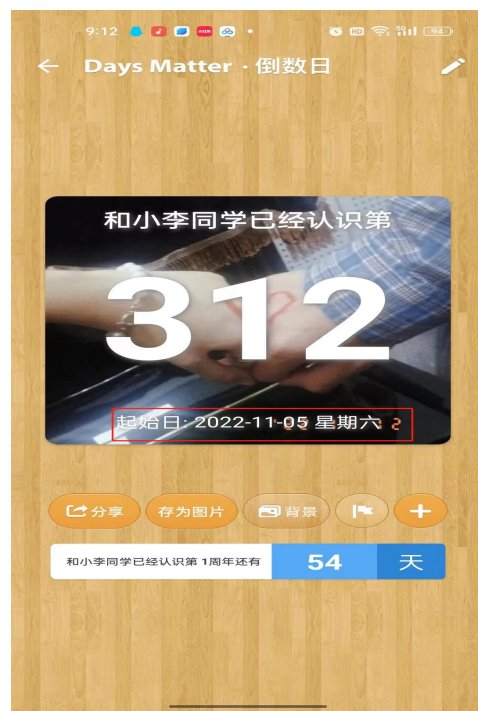 9:12
5G
94
Days Matter · 倒数日
和小李同学已经认识第
312
起始日: 2022-11-05 星期六
分享 存为图片 背景
和小李同学已经认识第 1周年还有 54 天